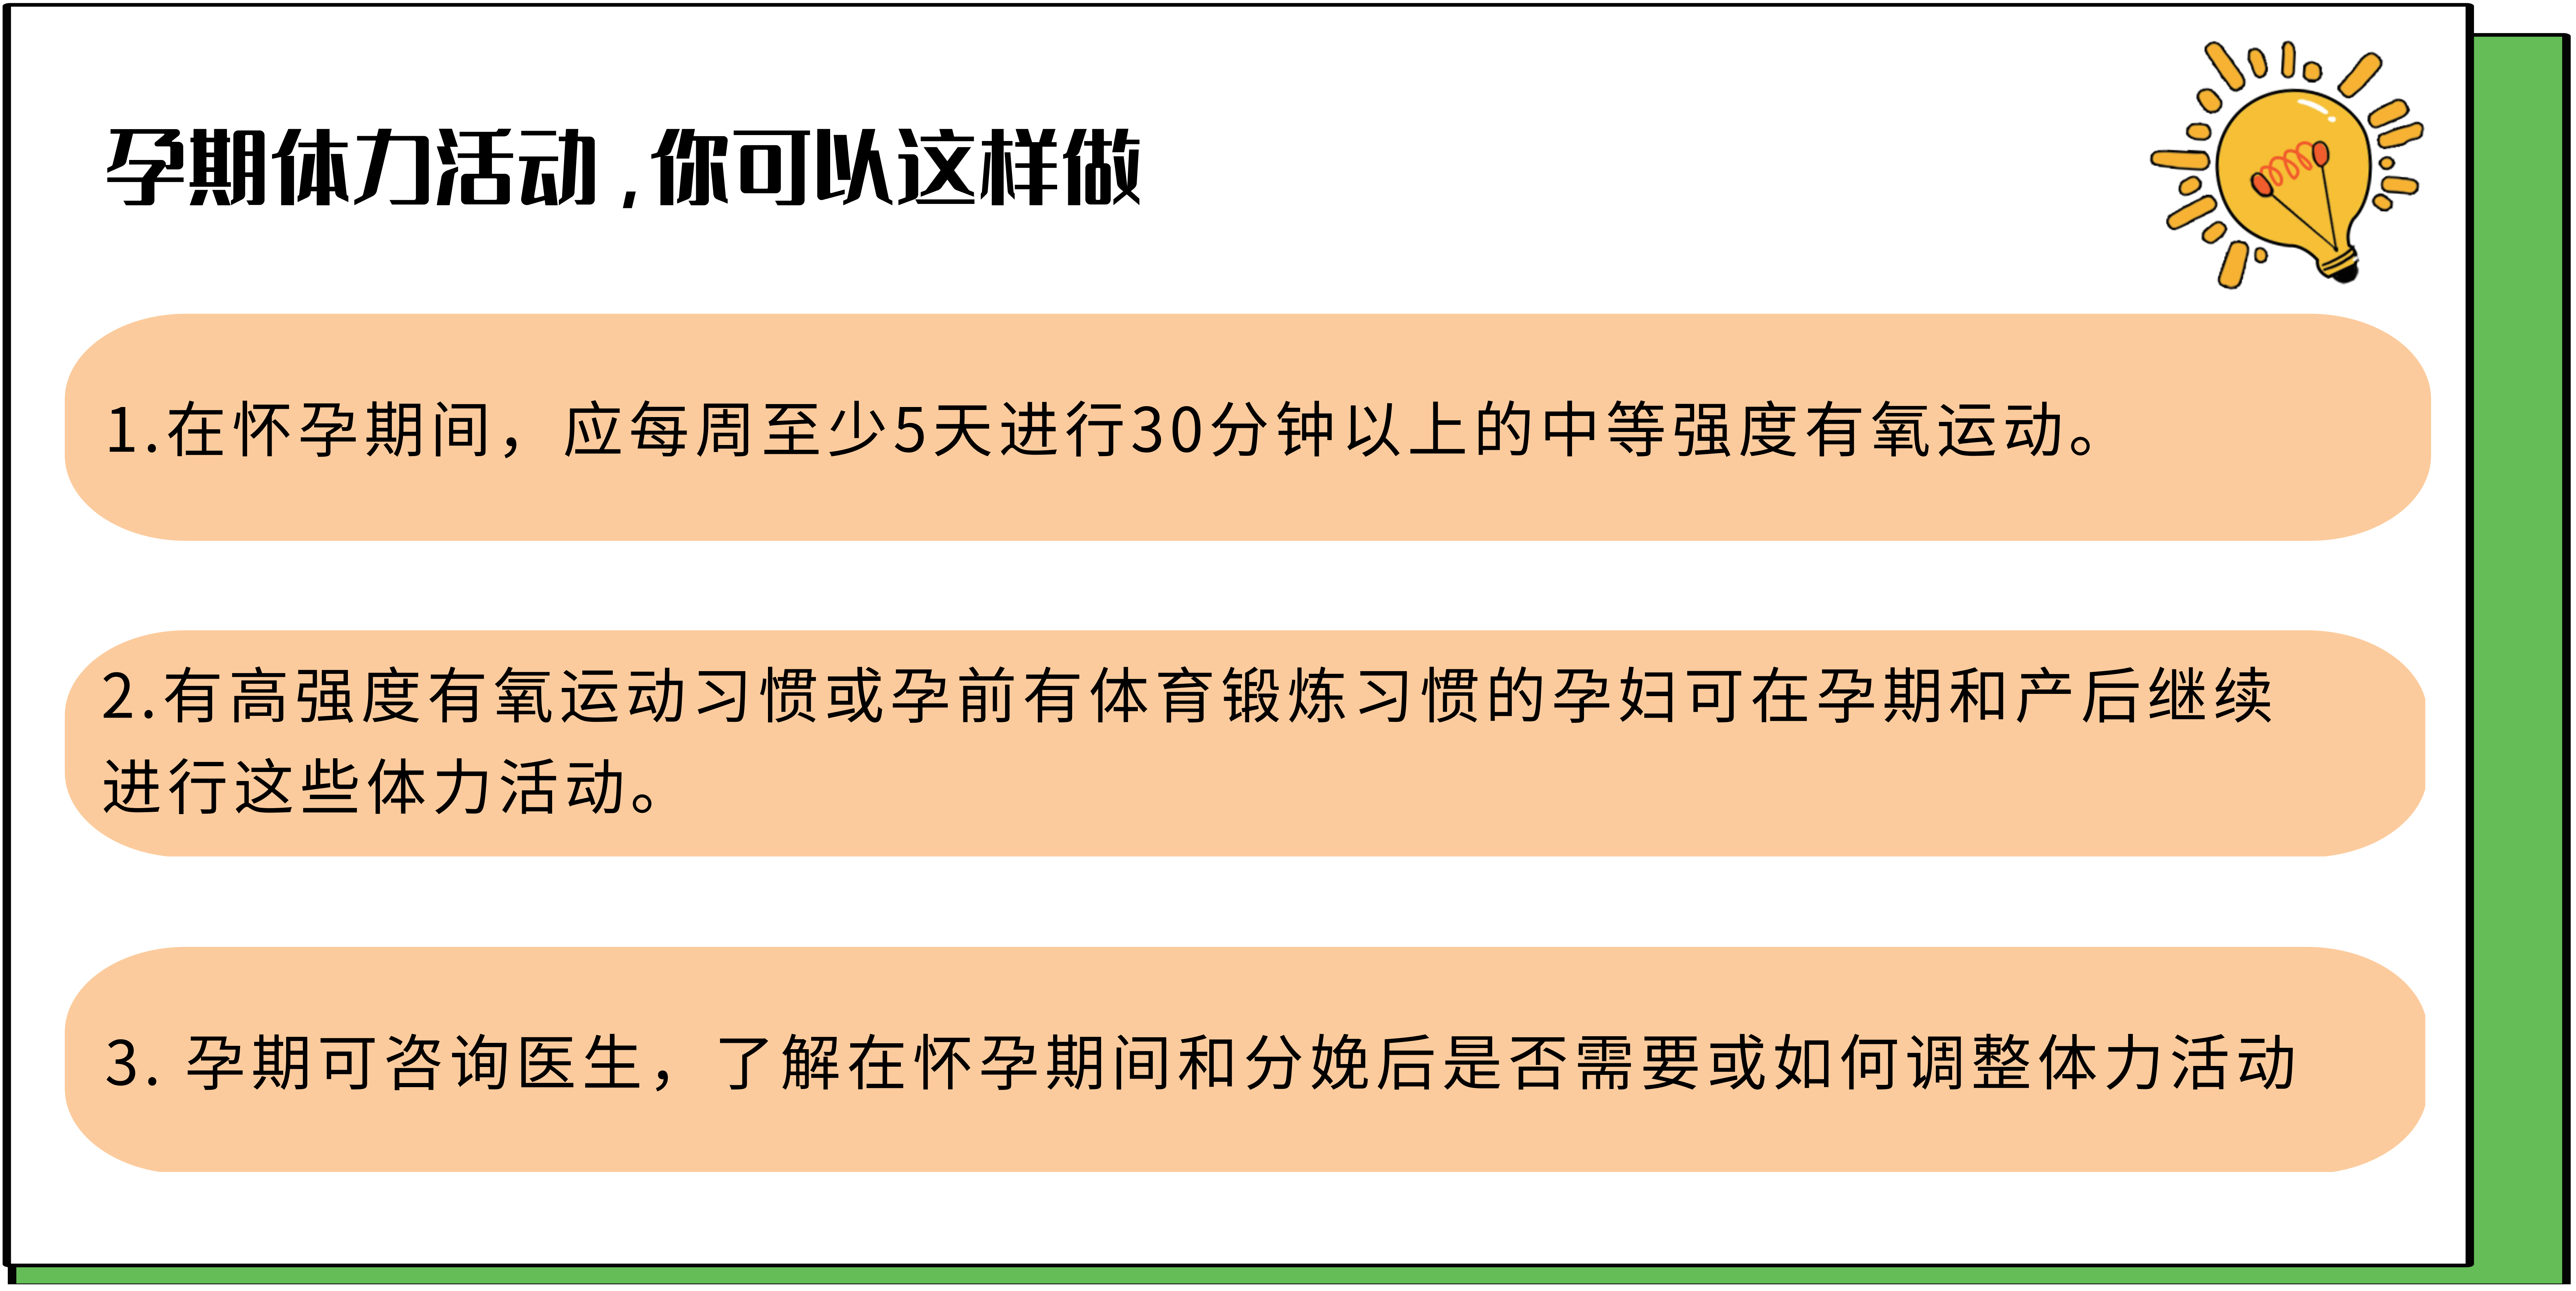 孕期体力活动,你可以这样做
1.在怀孕期间，应每周至少5天进行30分钟以上的中等强度有氧运动。
2.有高强度有氧运动习惯或孕前有体育锻炼习惯的孕妇可在孕期和产后继续
进行这些体力活动。
3. 孕期可咨询医生，了解在怀孕期间和分娩后是否需要或如何调整体力活动